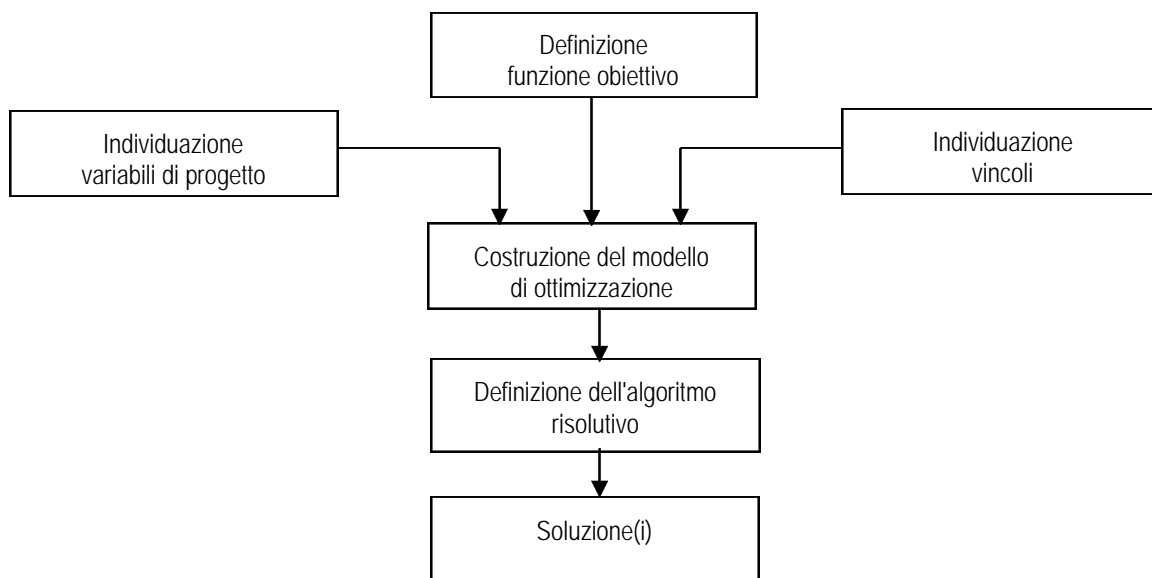 Definizione
funzione obiettivo
Individuazione
variabili di progetto
Individuazione
vincoli
Costruzione del modello
di ottimizzazione
Definizione dell'algoritmo
risolutivo
Soluzione(i)